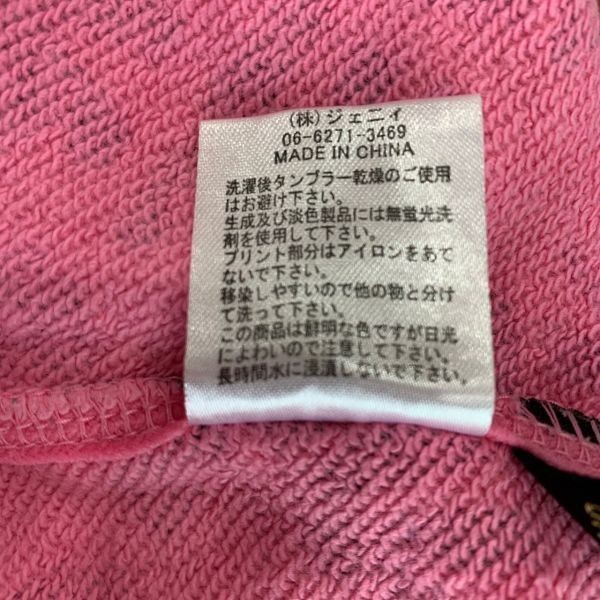 (株)ジェニィ
06-6271-3469
MADE IN CHINA
洗濯後タンブラー乾燥のご使用
はお避け下さい。
生成及び淡色製品には無蛍光洗
剤を使用して下さい。
プリント部分はアイロンをあて
ないで下さい。
移染しやすいので他の物と分け
て洗って下さい。
この商品は鮮明な色ですが日光
によわいので注意して下さい。
長時間水に浸漬しないで下さい。